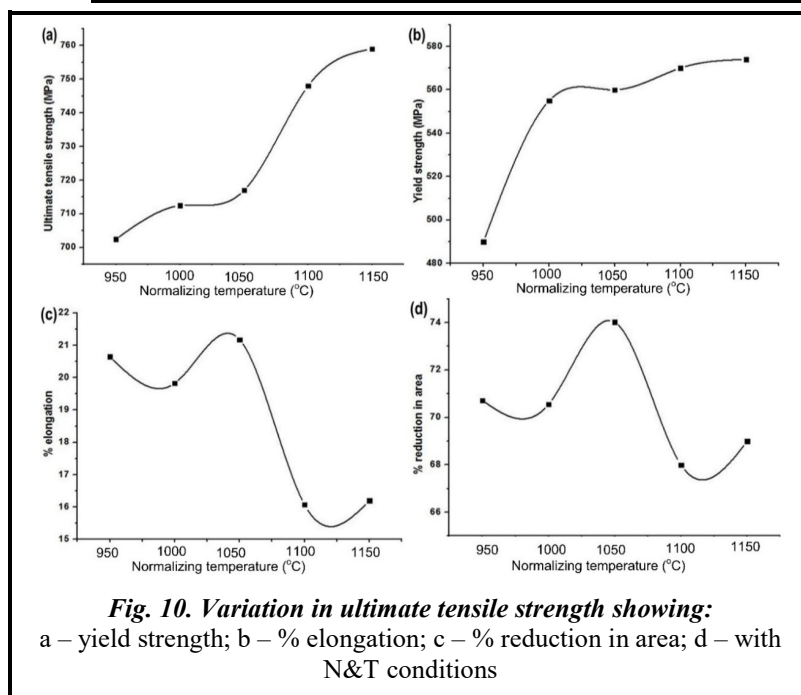 (a)
760
750
740
730
720
710
700
Ultimate tensile strength (MPa)
950 1000 1050 1100 1150
Normalizing temperature (°C)
(b)
580
560
540
520
500
480
Yield strength (MPa)
950 1000 1050 1100 1150
Normalizing temperature (°C)
(c)
22
21
20
19
18
17
16
15
% elongation
950 1000 1050 1100 1150
Normalizing temperature (°C)
(d)
74
72
70
68
66
% reduction in area
950 1000 1050 1100 1150
Normalizing temperature (°C)
Fig. 10. Variation in ultimate tensile strength showing:
a – yield strength; b – % elongation; c – % reduction in area; d – with
N&T conditions